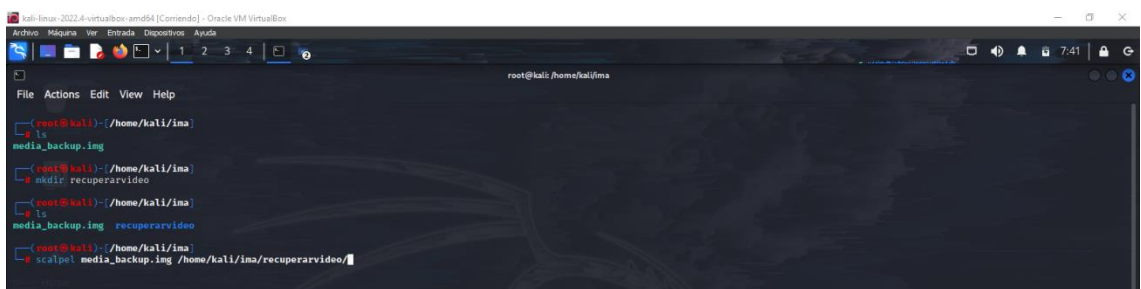 kali-linux-2022.4-virtualbox-amd64 [Corriendo] - Oracle VM VirtualBox
Archivo Máquina Ver Entrada Dispositivos Ayuda
1 2 3 4 7:41
root@kali: /home/kali/ima
File Actions Edit View Help
(root㉿kali)-[/home/kali/ima]
# ls
media_backup.img
(root㉿kali)-[/home/kali/ima]
# mkdir recuperarvideo
(root㉿kali)-[/home/kali/ima]
# ls
media_backup.img recuperarvideo
(root㉿kali)-[/home/kali/ima]
# scalpel media_backup.img /home/kali/ima/recuperarvideo/